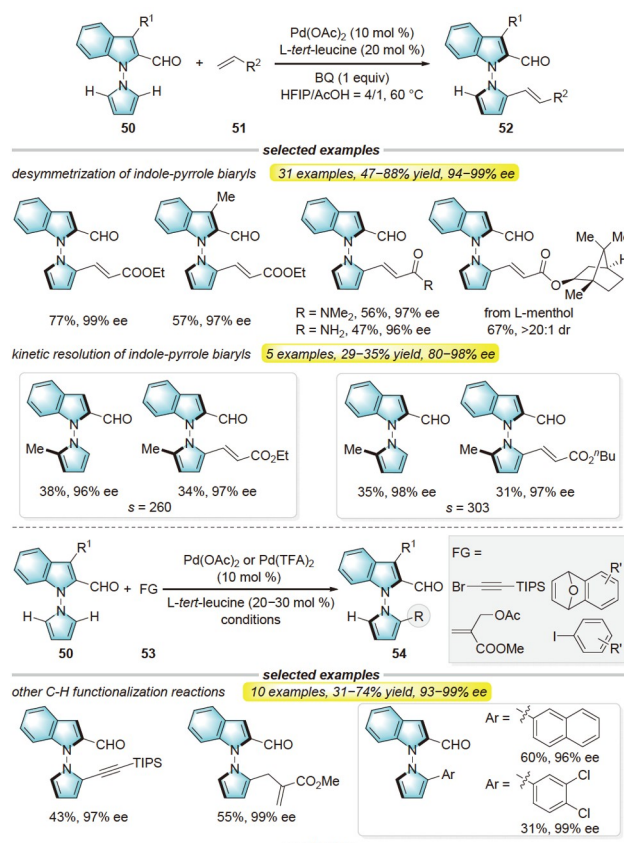 R¹
CHO
N
N
H
H
50
+
R²
51
Pd(OAc)₂ (10 mol %)
L-tert-leucine (20 mol %)
BQ (1 equiv)
HFIP/AcOH = 4/1, 60 °C
R¹
CHO
N
N
H
R²
52
selected examples
desymmetrization of indole-pyrrole biaryls 31 examples, 47−88% yield, 94−99% ee
CHO
N
N
COOEt
77%, 99% ee
Me
CHO
N
N
COOEt
57%, 97% ee
CHO
N
N
O
R
R = NMe₂, 56%, 97% ee
R = NH₂, 47%, 96% ee
CHO
N
N
O
O
Me
Me
Me
H
from L-menthol
67%, >20:1 dr
kinetic resolution of indole-pyrrole biaryls 5 examples, 29−35% yield, 80−98% ee
CHO
N
Me
N
38%, 96% ee
CHO
N
Me
N
CO₂Et
34%, 97% ee
s = 260
CHO
N
Me
N
35%, 98% ee
CHO
N
Me
N
CO₂ⁿBu
31%, 97% ee
s = 303
R¹
CHO
N
N
H
H
50
+ FG
53
Pd(OAc)₂ or Pd(TFA)₂
(10 mol %)
L-tert-leucine (20−30 mol %)
conditions
R¹
CHO
N
N
H
R
54
FG =
Br
TIPS
O
R'
OAc
COOMe
I
R'
selected examples
other C-H functionalization reactions 10 examples, 31−74% yield, 93−99% ee
CHO
N
N
TIPS
43%, 97% ee
CHO
N
N
CO₂Me
55%, 99% ee
CHO
N
N
Ar
Ar =
60%, 96% ee
Ar =
Cl
Cl
31%, 99% ee